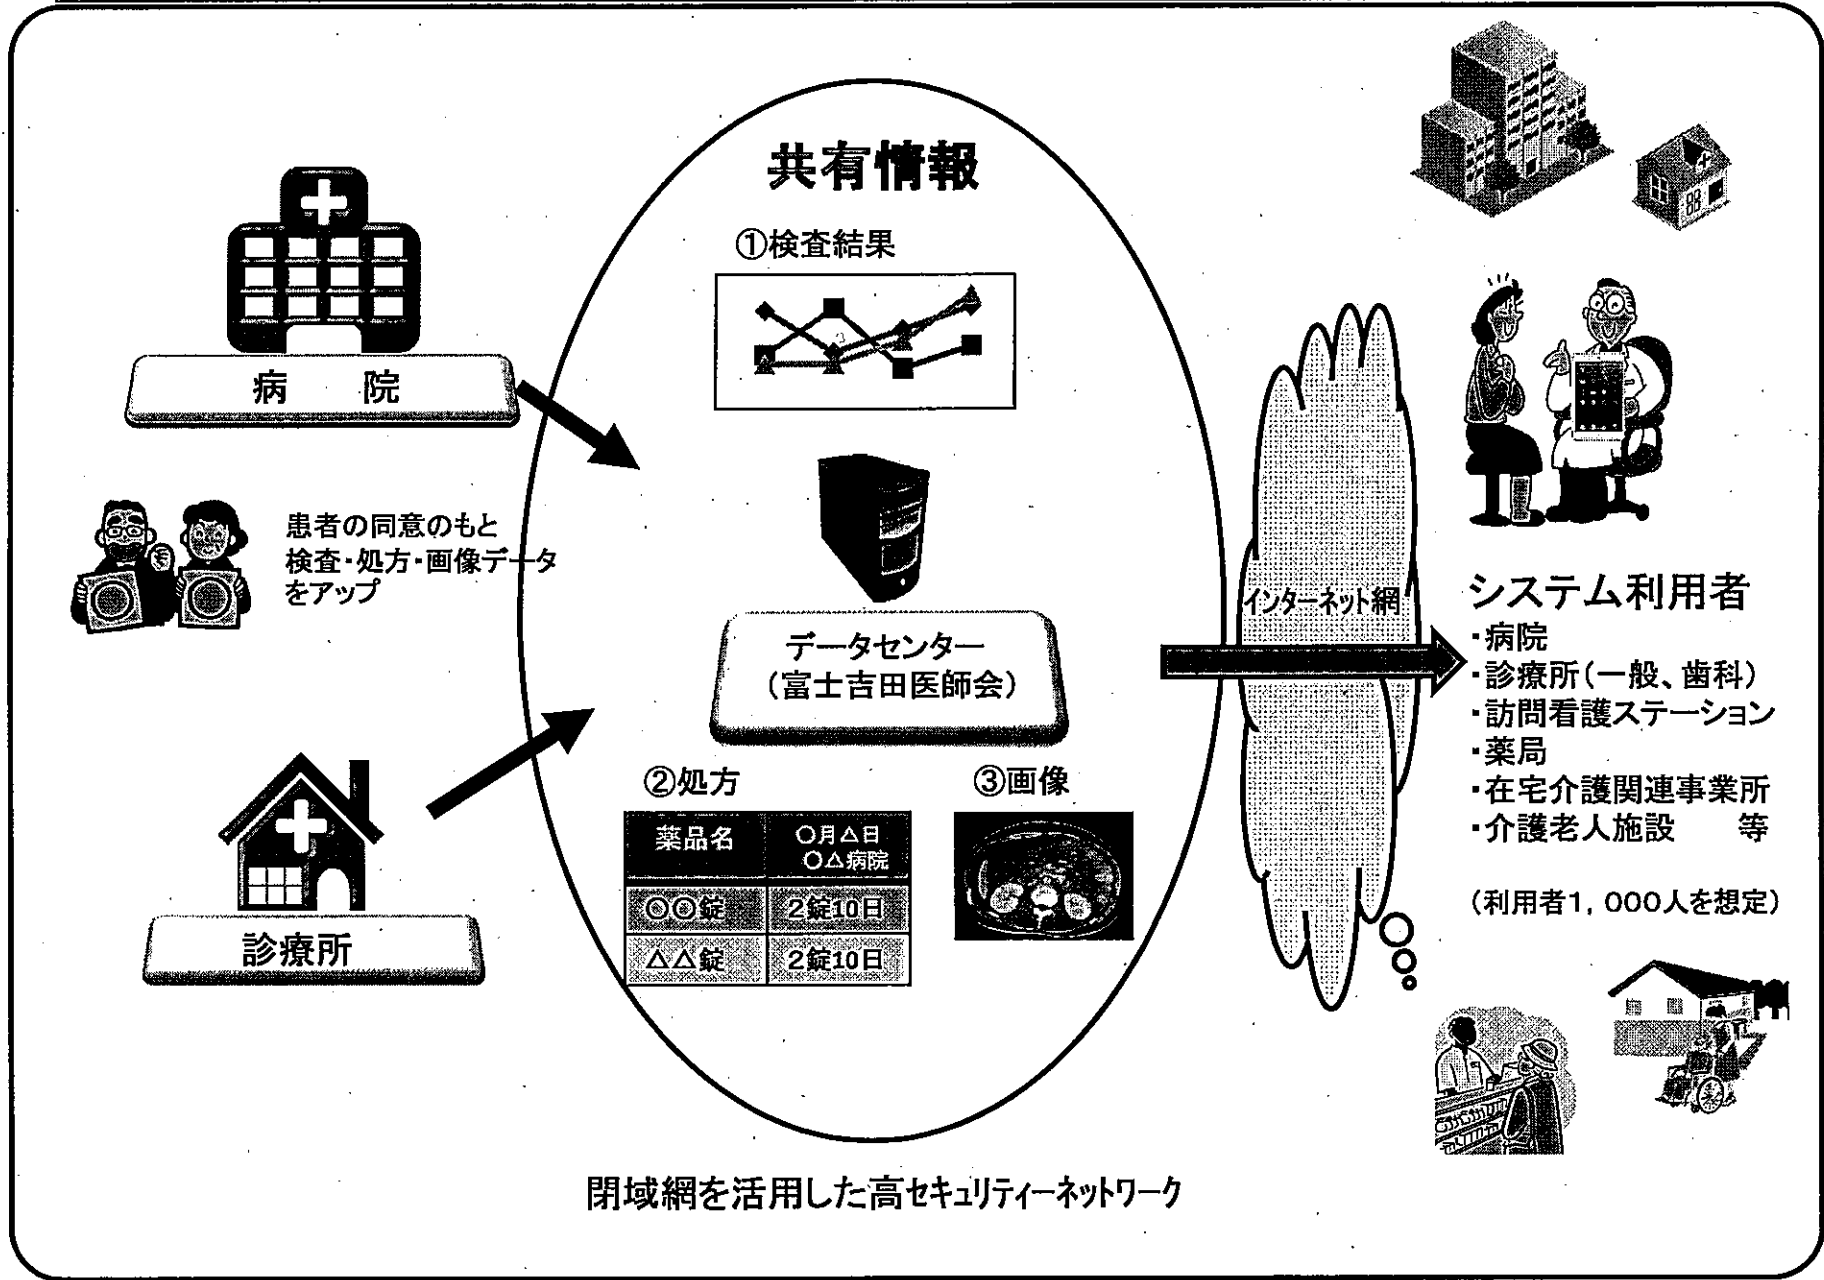 共有情報
①検査結果
病　院
患者の同意のもと
検査・処方・画像データ
をアップ
データセンター
（富士吉田医師会）
診療所
②処方
薬品名
○月△日
○△病院
◎◎錠
2錠10日
△△錠
2錠10日
③画像
インターネット網
システム利用者
・病院
・診療所（一般、歯科）
・訪問看護ステーション
・薬局
・在宅介護関連事業所
・介護老人施設　等
（利用者1，000人を想定）
閉域網を活用した高セキュリティーネットワーク